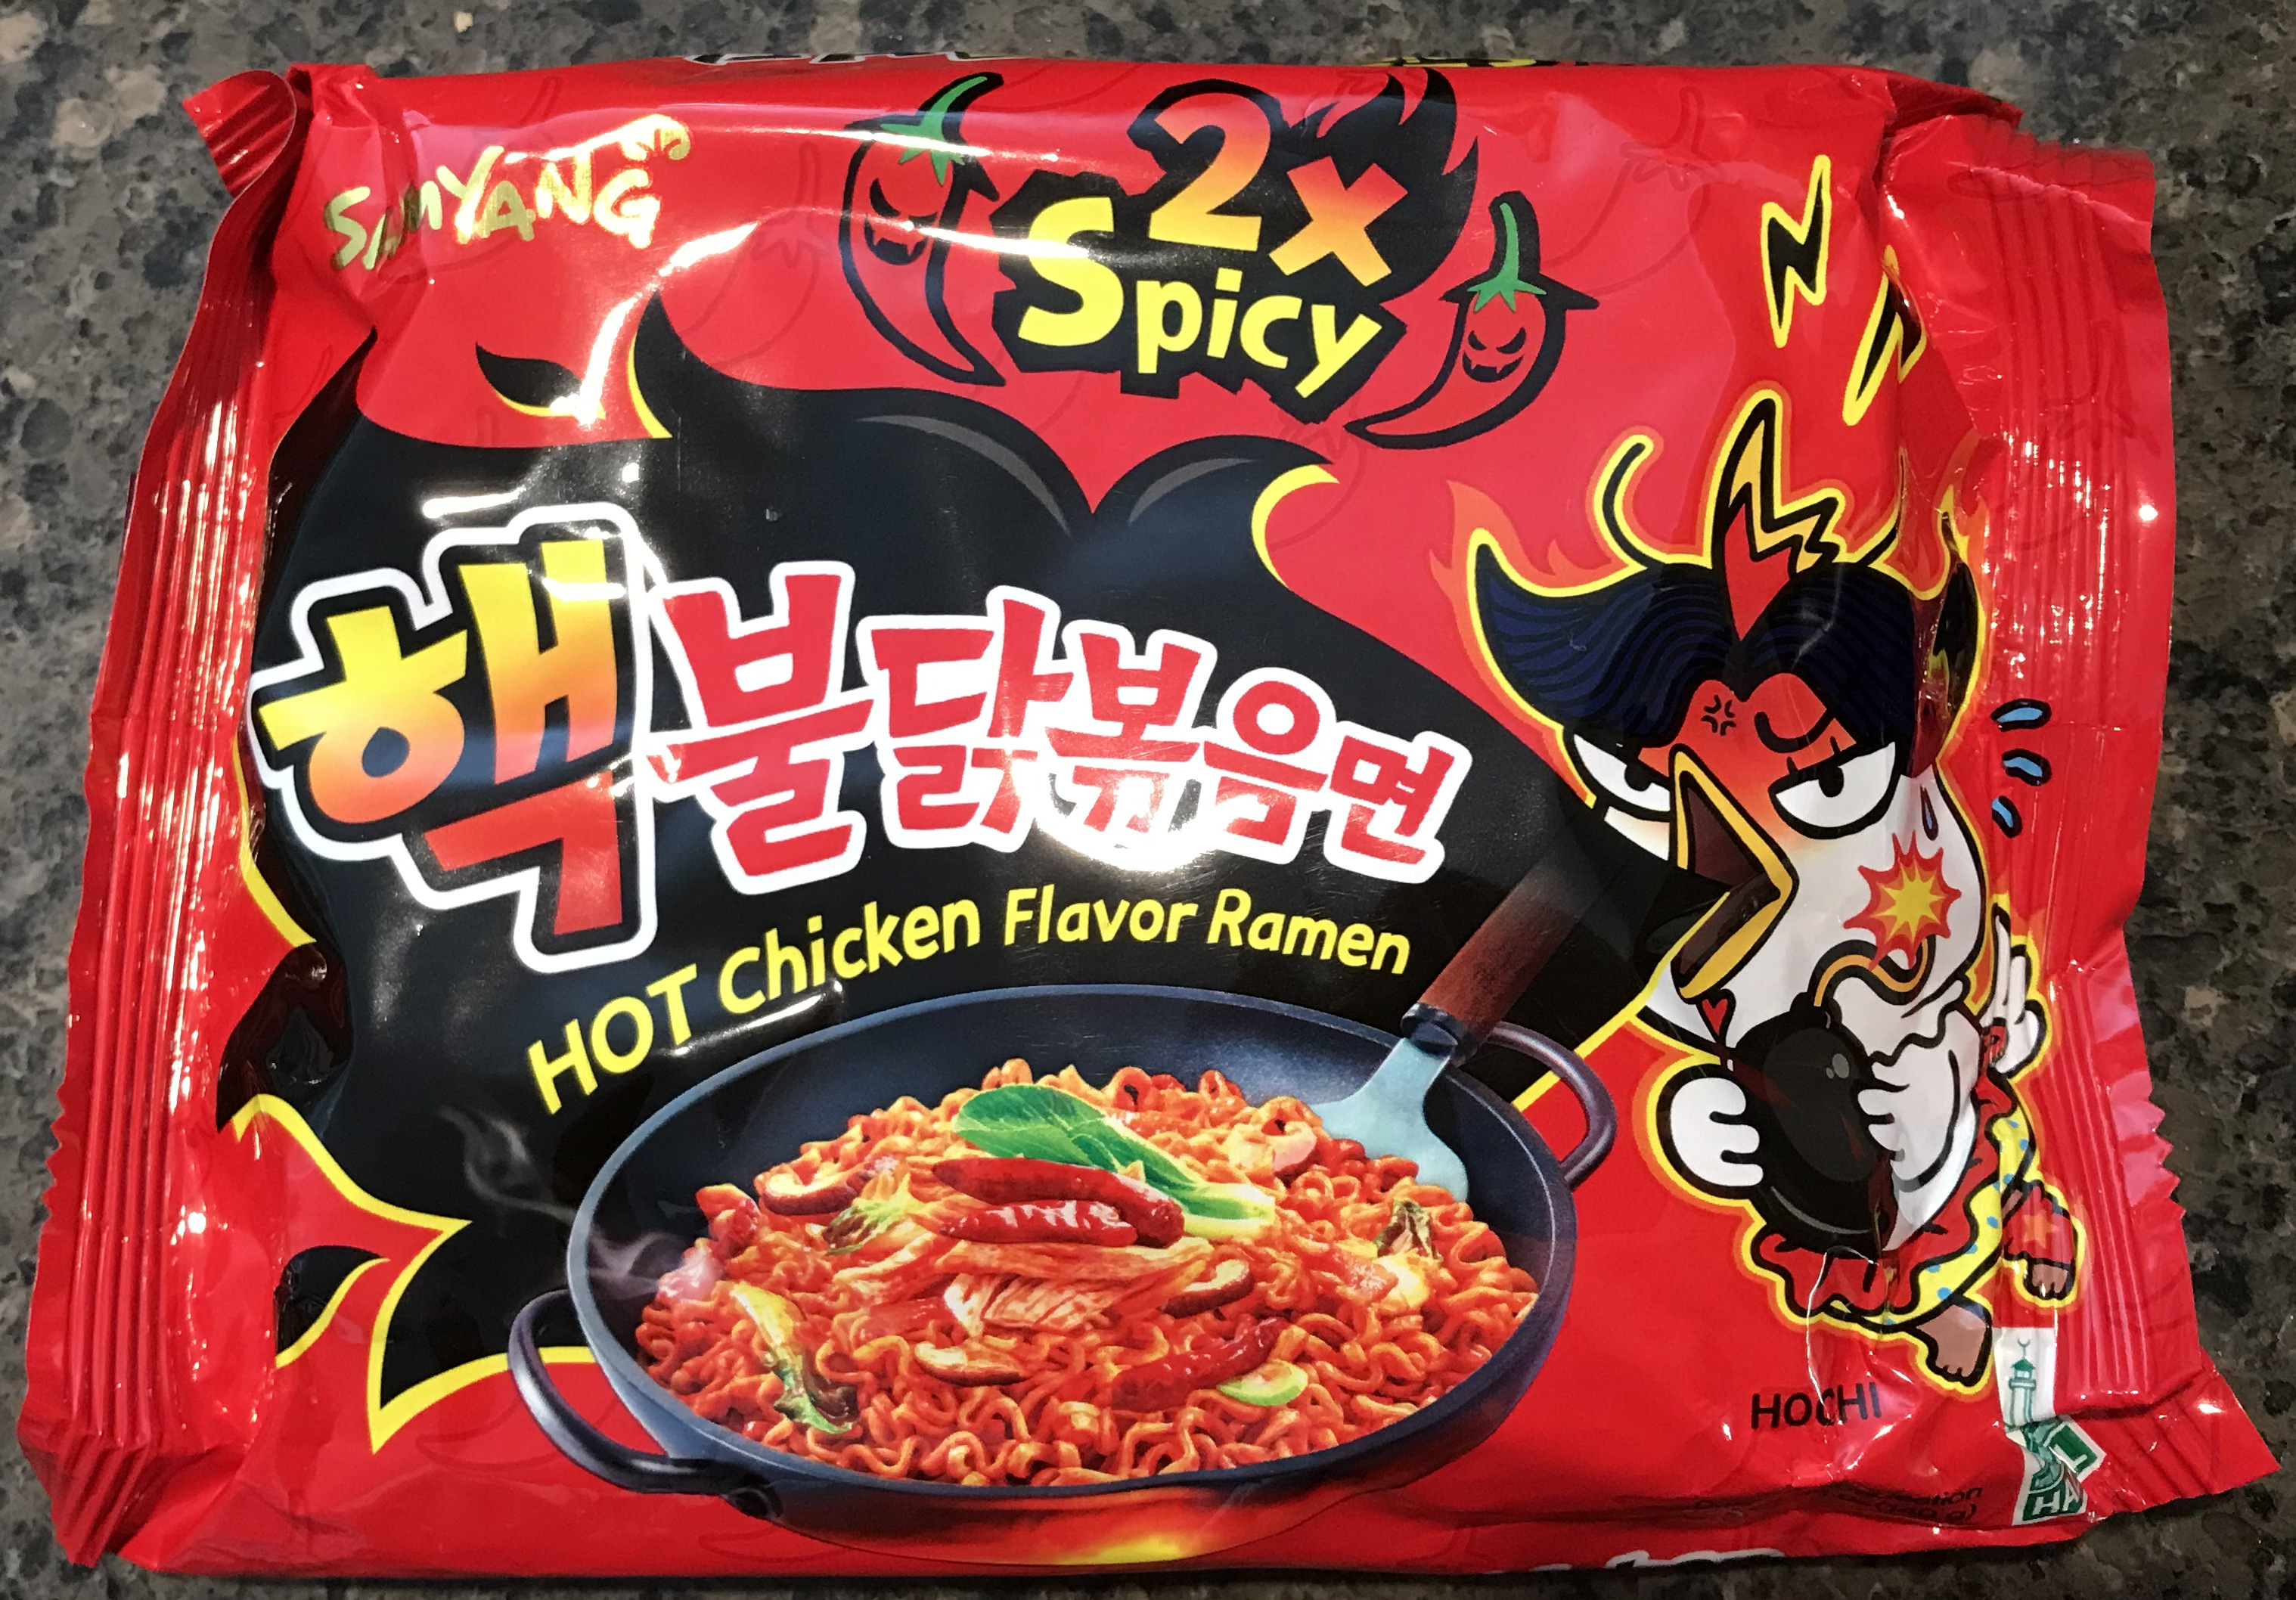 SAMYANG
2x
Spicy
핵불닭볶음면
HOT Chicken Flavor Ramen
HOCHI